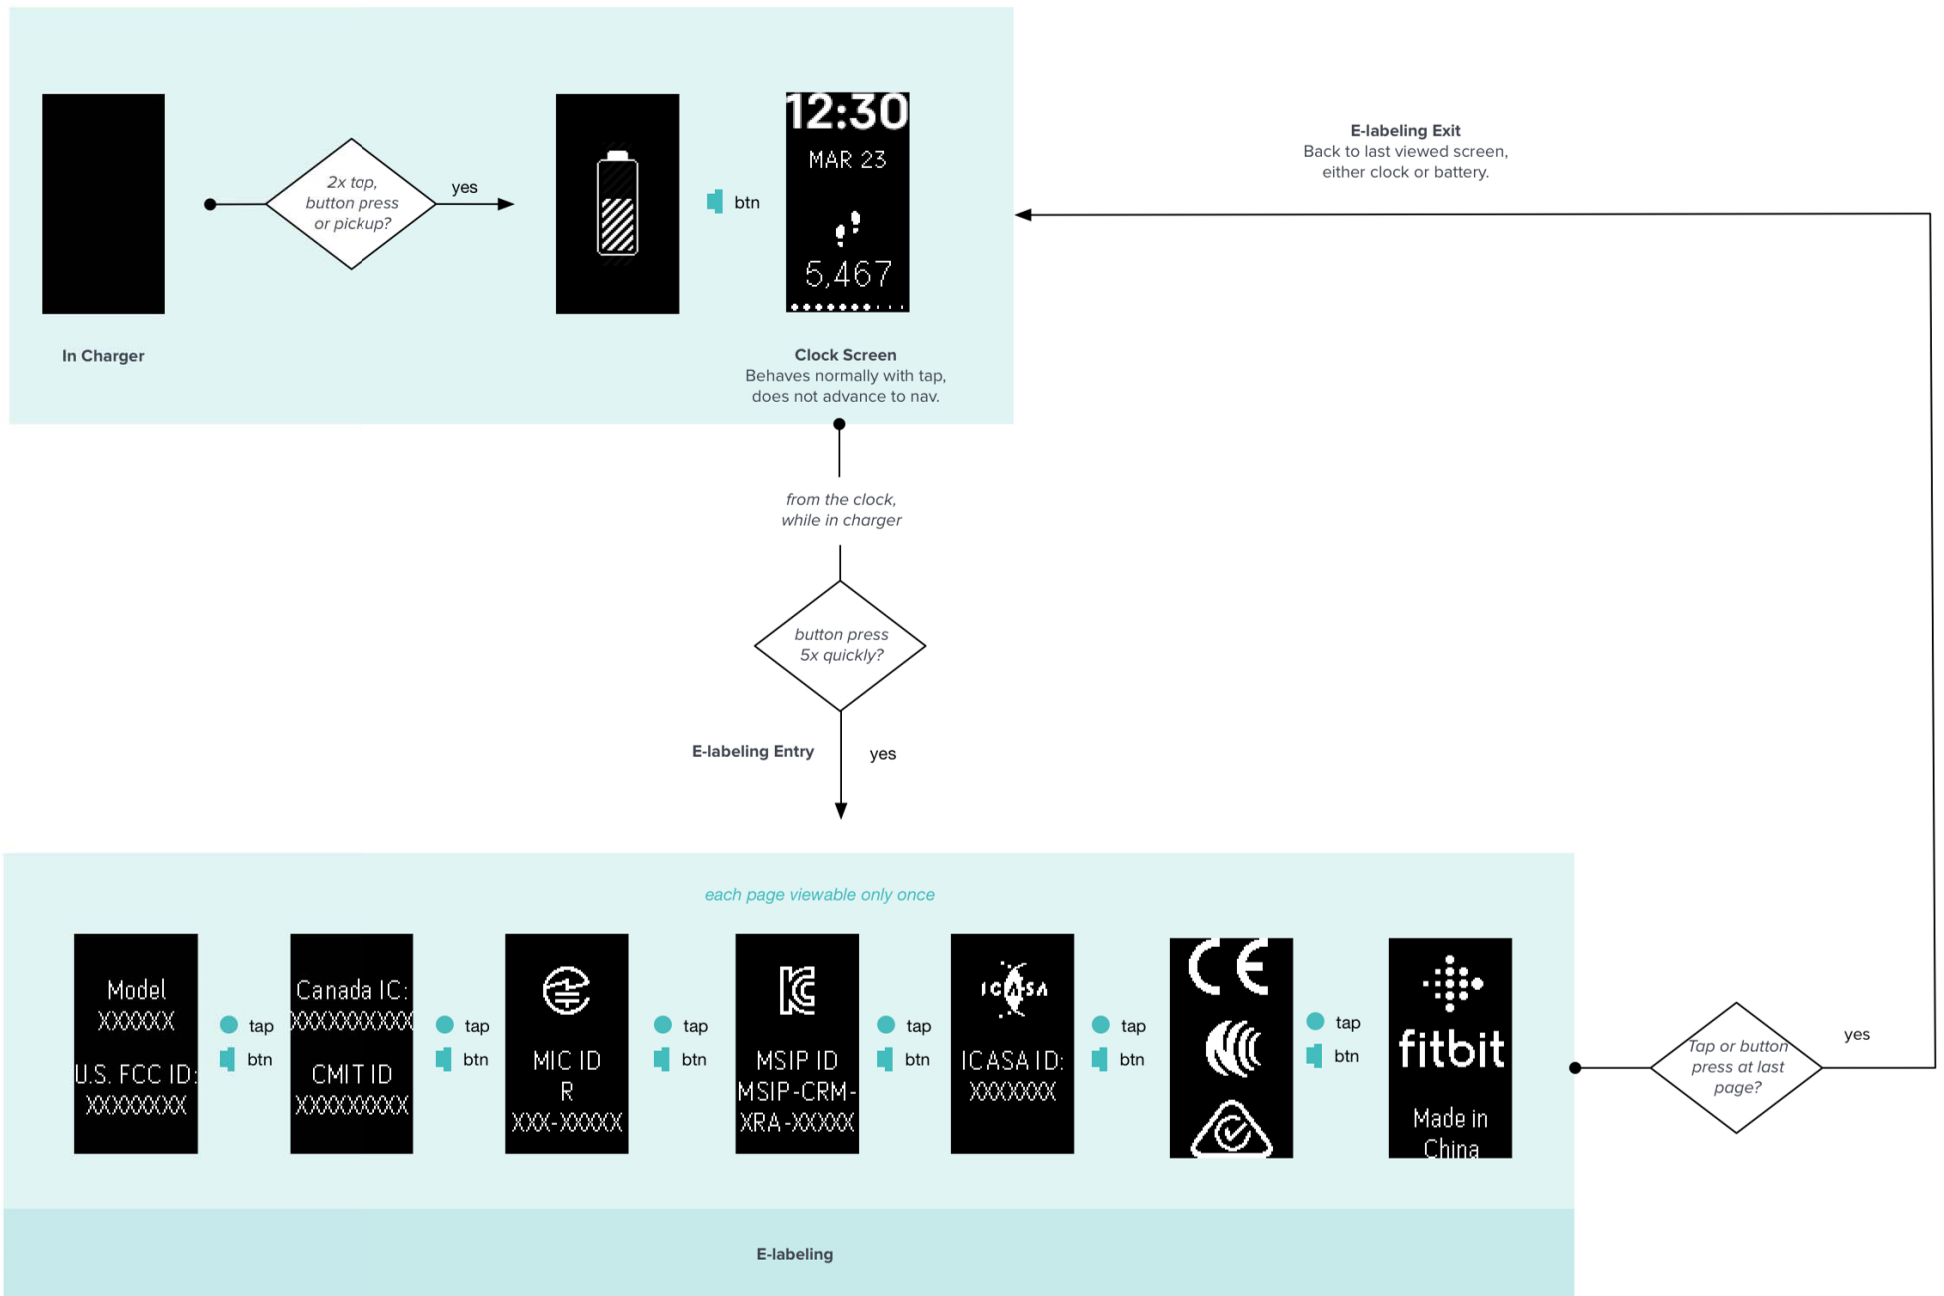 2x tap,
button press
or pickup?
yes
btn
12:30
MAR 23
5,467
In Charger
Clock Screen
Behaves normally with tap,
does not advance to nav.
E-labeling Exit
Back to last viewed screen,
either clock or battery.
from the clock,
while in charger
button press
5x quickly?
E-labeling Entry
yes
each page viewable only once
Model
XXXXXX
U.S. FCC ID:
XXXXXXXXX
tap
btn
Canada IC:
XXXXXXXXXXX
CMIT ID
XXXXXXXXXX
tap
btn
MIC ID
R
XXX-XXXXXX
tap
btn
MSIP ID
MSIP-CRM-
XRA-XXXXXX
tap
btn
ICASA
ICASA ID:
XXXXXXXX
tap
btn
CE
tap
btn
fitbit
Made in
China
Tap or button
press at last
page?
yes
E-labeling